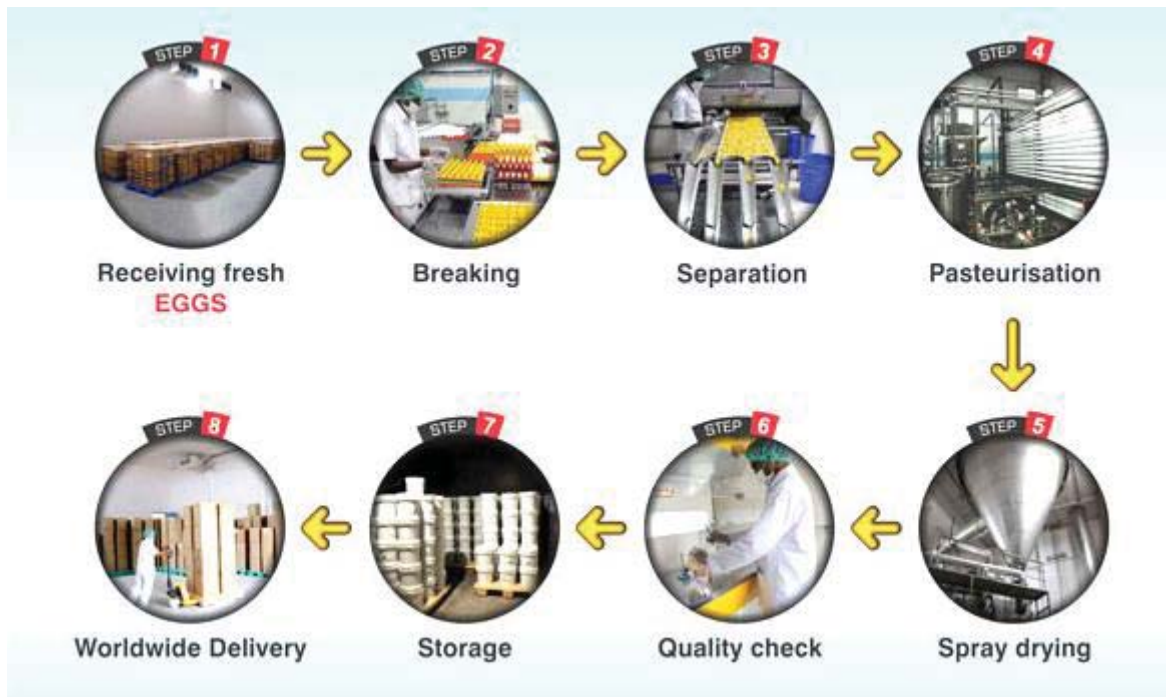 STEP 1
Receiving fresh
EGGS
STEP 2
Breaking
STEP 3
Separation
STEP 4
Pasteurisation
STEP 5
Spray drying
STEP 6
Quality check
STEP 7
Storage
STEP 8
Worldwide Delivery